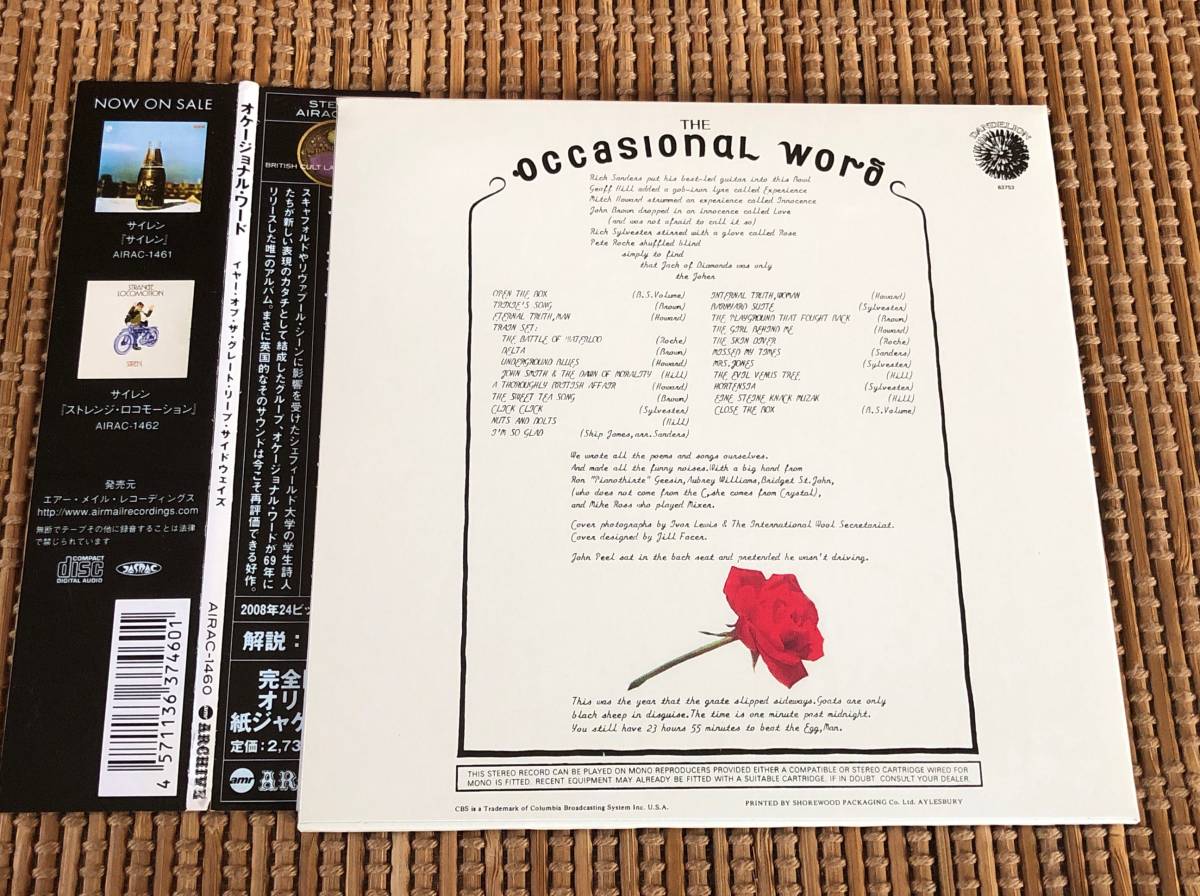 NOW ON SALE
サイレン
『サイレン』
AIRAC-1461
STRANGE
LOCOMOTION
SIREN
サイレン
『ストレンジ・ロコモーション』
AIRAC-1462
発売元
エアー・メイル・レコーディングス
http://www.airmailrecordings.com
無断でテープその他に録音することは法律
で禁じられています
COMPACT
disc
DIGITAL AUDIO
JASRAC
4 571136 374601
オケージョナル・ワード
イヤー・オブ・ザ・グレート・リープ・サイドウェイズ
AIRAC-1460
amr
ARCHIVE
STE
AIRAC
BRITISH CULT LA
スキャフォルドやリヴァプール・シーンに影響を受けたシェフィールド大学の学生詩人
たちが新しい表現のカタチとして結成したグループ、オケージョナル・ワードが69年に
リリースした唯一のアルバム。まさに英国的なそのサウンドは今こそ再評価できる好作。
2008年24ビッ
解説:
完全
オリ
紙ジャケ
定価:2,73
amr AR
THE
OCCASIONAL WORD
DANDELION
63753
Rich Sanders put his best-led guitar into this Bowl
Geoff Hill added a gob-iron lyre called Experience
Mitch Howard strummed an experience called Innocence
John Brown dropped in an innocence called Love
(and was not afraid to call it so)
Rich Sylvester stirred with a glove called Rose
Pete Roche shuffled blind
simply to find
that Jack of Diamonds was only
the Joker
OPEN THE BOX (B.S.Volume)
TRIXIE'S SONG (Brown)
ETERNAL TRUTH,MAN (Howard)
TRAIN SET:
THE BATTLE OF WATERLOO (Roche)
DELTA (Brown)
UNDERGROUND BLUES (Howard)
JOHN SMITH & THE DAWN OF MORALITY (Hill)
A THOROUGHLY BRITISH AFFAIR (Howard)
THE SWEET TEA SONG (Brown)
CLICK CLICK (Sylvester)
NUTS AND BOLTS (Hill)
I'M SO GLAD (Skip James,arr.Sanders)
INTERNAL TRUTH,WOMAN (Howard)
BARNYARD SUITE (Sylvester)
THE PLAYGROUND THAT FOUGHT BACK (Brown)
THE GIRL BEHIND ME (Howard)
THE SKIN DIVER (Roche)
MISSED MY TIMES (Sanders)
MRS.JONES (Sylvester)
THE EVIL VENUS TREE (Hill)
HORTENSIA (Sylvester)
EINE STEINE KNACK MUZAK (Hill)
CLOSE THE BOX (B.S.Volume)
We wrote all the poems and songs ourselves.
And made all the funny noises.With a big hand from
Ron "Pianothirte" Geesin,Aubrey Williams,Bridget St.John,
(who does not come from the C,she comes from Crystal),
and Mike Ross who played Mixer.
Cover photographs by Ivor Lewis & The International Wool Secretariat.
Cover designed by Jill Facer.
John Peel sat in the back seat and pretended he wasn't driving.
This was the year that the grate slipped sideways.Goats are only
black sheep in disguise.The time is one minute past midnight.
You still have 23 hours 55 minutes to beat the Egg,Man.
THIS STEREO RECORD CAN BE PLAYED ON MONO REPRODUCERS PROVIDED EITHER A COMPATIBLE OR STEREO CARTRIDGE WIRED FOR
MONO IS FITTED. RECENT EQUIPMENT MAY ALREADY BE FITTED WITH A SUITABLE CARTRIDGE. IF IN DOUBT CONSULT YOUR DEALER.
CBS is a Trademark of Columbia Broadcasting System Inc. U.S.A.
PRINTED BY SHOREWOOD PACKAGING Co. Ltd. AYLESBURY